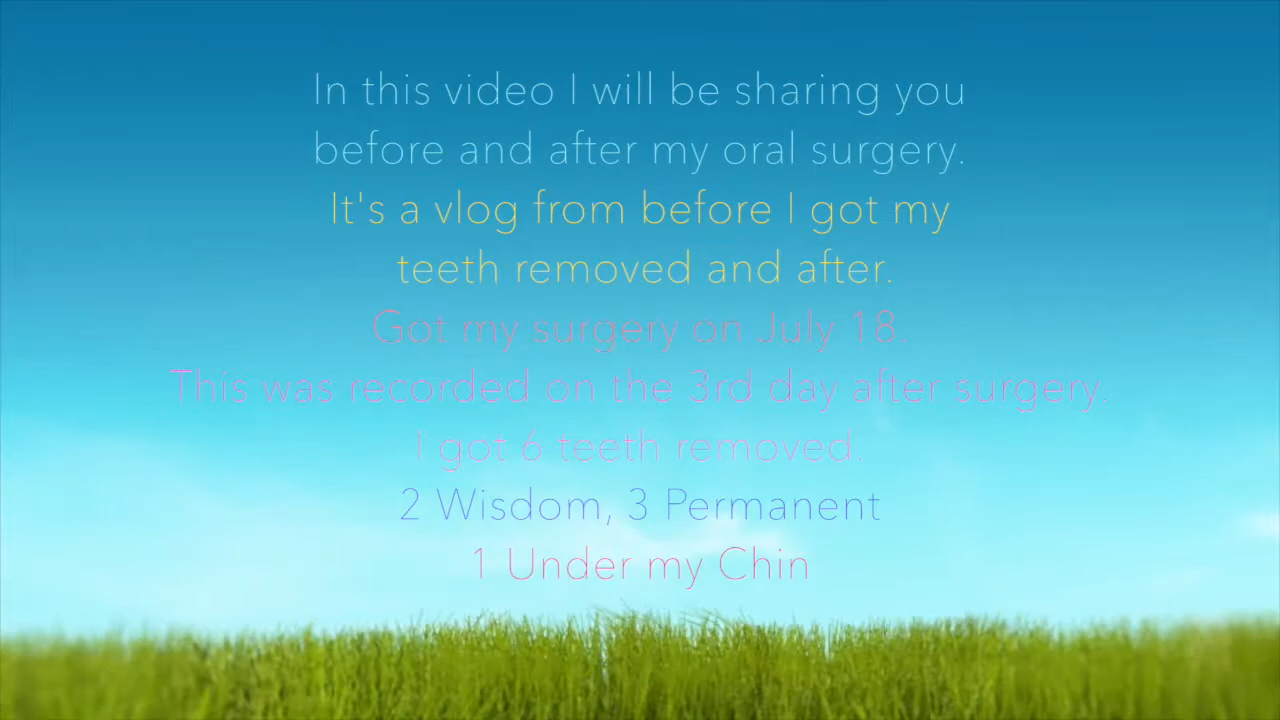 In this video I will be sharing you
before and after my oral surgery.
It's a vlog from before I got my
teeth removed and after.
Got my surgery on July 18.
This was recorded on the 3rd day after surgery.
I got 6 teeth removed.
2 Wisdom, 3 Permanent
1 Under my Chin